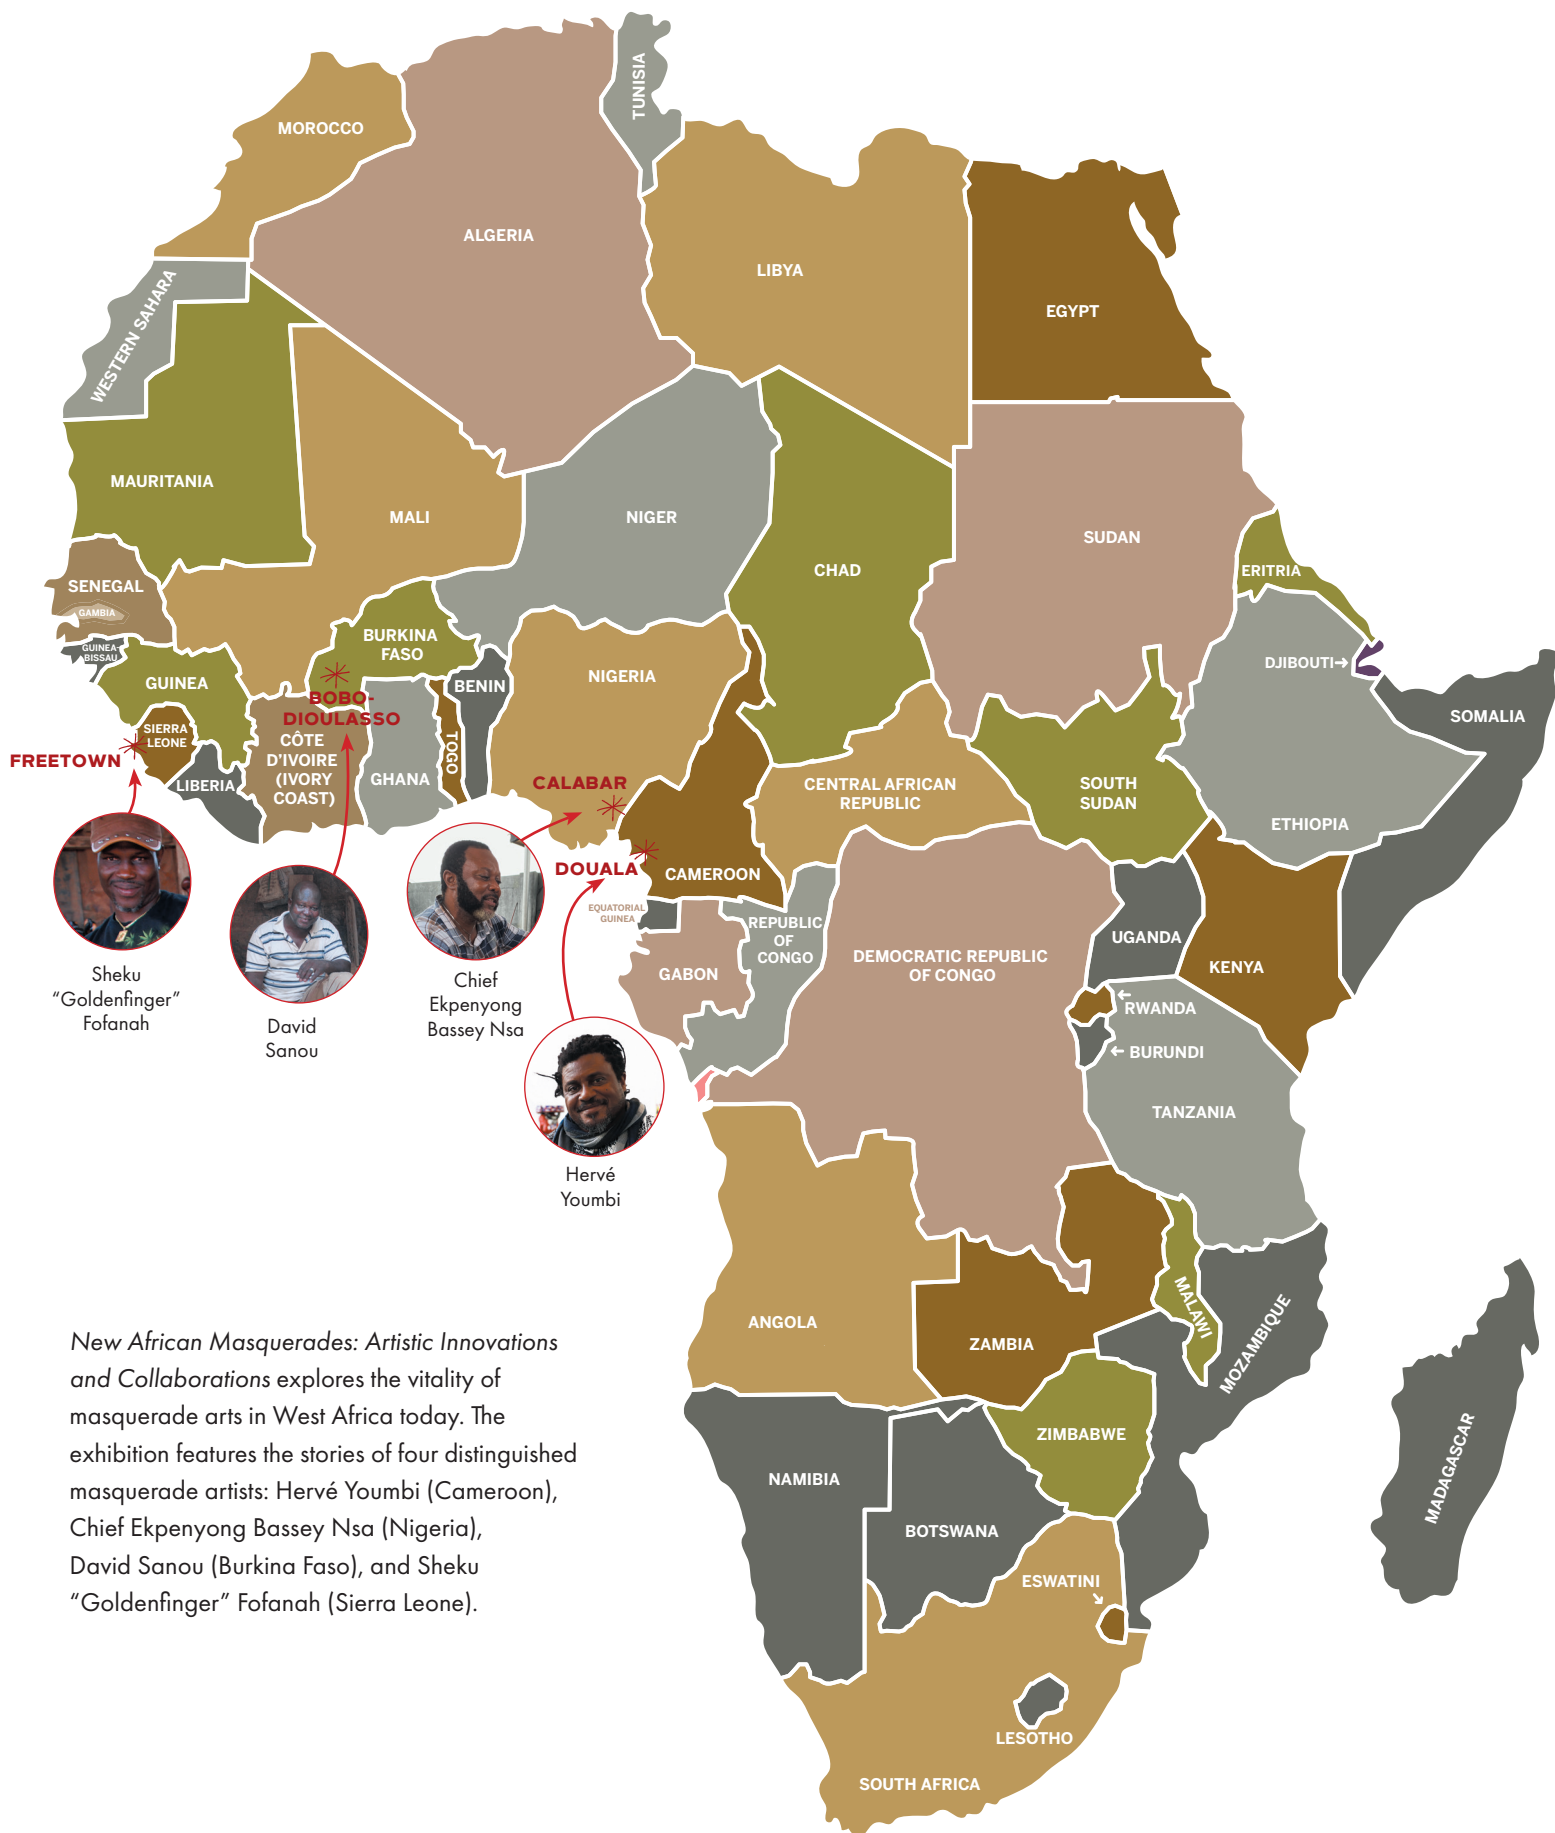 TUNISIA
MOROCCO
ALGERIA
LIBYA
EGYPT
WESTERN SAHARA
MAURITANIA
MALI
NIGER
CHAD
SUDAN
ERITRIA
SENEGAL
GAMBIA
GUINEA-
BISSAU
GUINEA
BURKINA
FASO
BENIN
NIGERIA
DJIBOUTI
SOMALIA
BOBO-
DIOULASSO
SIERRA
LEONE
FREETOWN
LIBERIA
CÔTE
D'IVOIRE
(IVORY
COAST)
GHANA
TOGO
CALABAR
CENTRAL AFRICAN
REPUBLIC
SOUTH
SUDAN
ETHIOPIA
DOUALA
CAMEROON
EQUATORIAL
GUINEA
REPUBLIC
OF
CONGO
GABON
DEMOCRATIC REPUBLIC
OF CONGO
UGANDA
KENYA
RWANDA
BURUNDI
TANZANIA
Sheku
“Goldenfinger”
Fofanah
David
Sanou
Chief
Ekpenyong
Bassey Nsa
Hervé
Youmbi
ANGOLA
ZAMBIA
MALAWI
MOZAMBIQUE
ZIMBABWE
MADAGASCAR
NAMIBIA
BOTSWANA
ESWATINI
LESOTHO
SOUTH AFRICA
New African Masquerades: Artistic Innovations
and Collaborations explores the vitality of
masquerade arts in West Africa today. The
exhibition features the stories of four distinguished
masquerade artists: Hervé Youmbi (Cameroon),
Chief Ekpenyong Bassey Nsa (Nigeria),
David Sanou (Burkina Faso), and Sheku
“Goldenfinger” Fofanah (Sierra Leone).